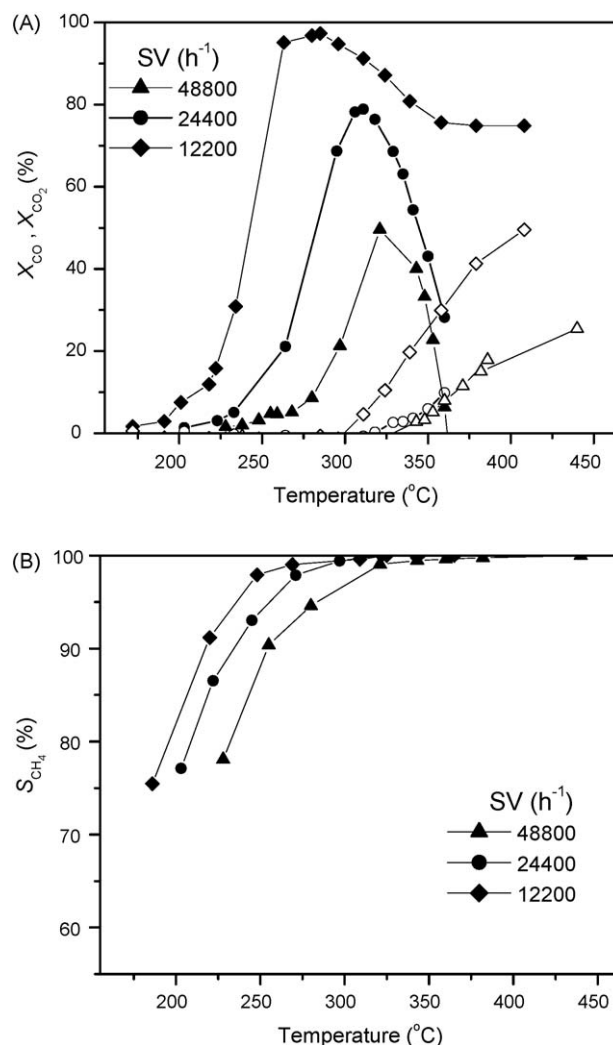 (A)
100
80
60
40
20
0
X_CO , X_CO₂ (%)
SV (h⁻¹)
48800
24400
12200
200 250 300 350 400 450
Temperature (°C)
(B)
100
90
80
70
60
S_CH₄ (%)
SV (h⁻¹)
48800
24400
12200
200 250 300 350 400 450
Temperature (°C)